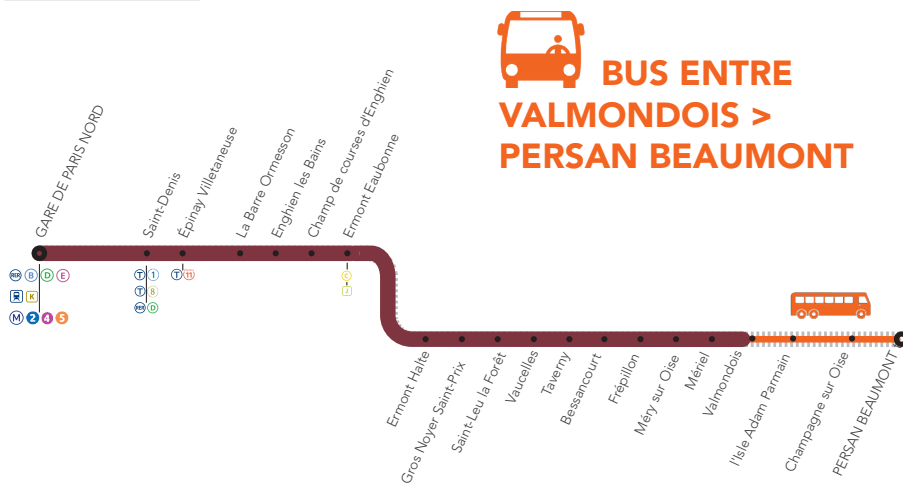 BUS ENTRE
VALMONDOIS >
PERSAN BEAUMONT
GARE DE PARIS NORD
Saint-Denis
Épinay Villetaneuse
La Barre Ormesson
Enghien les Bains
Champ de courses d'Enghien
Ermont Eaubonne
RER B D E
K
M 2 4 5
T 1
T 8
RER D
T 11
C
J
Ermont Halte
Gros Noyer Saint-Prix
Saint-Leu la Forêt
Vaucelles
Taverny
Bessancourt
Frépillon
Méry sur Oise
Mériel
Valmondois
l'Isle Adam Parmain
Champagne sur Oise
PERSAN BEAUMONT